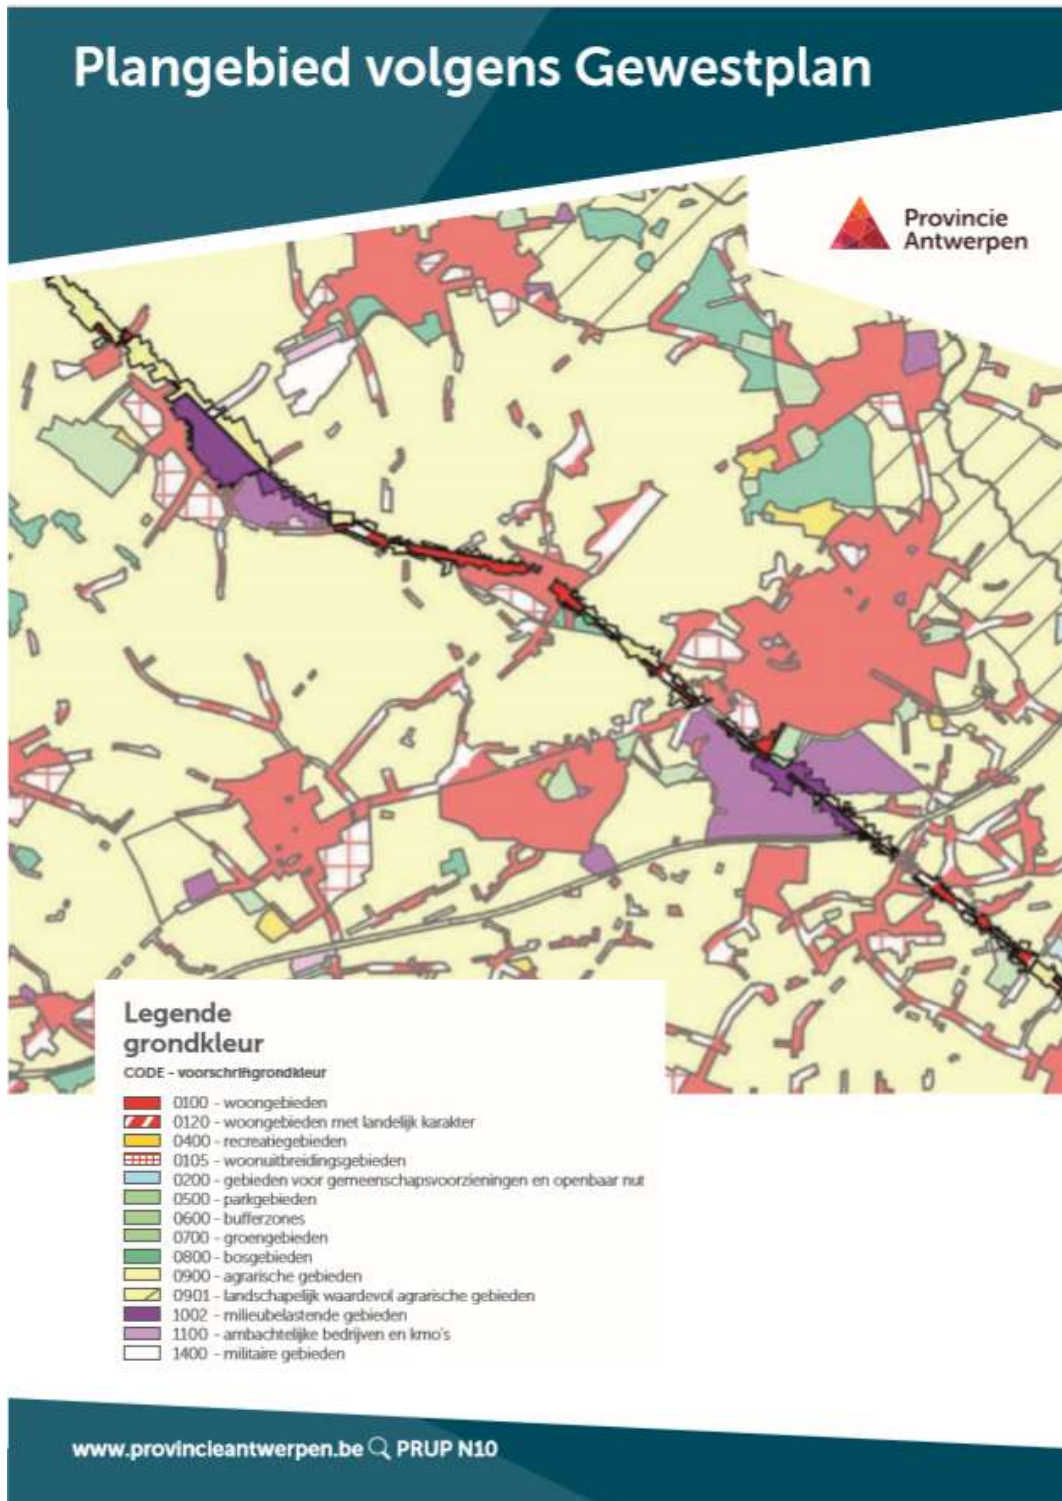 Plangebied volgens Gewestplan
Provincie
Antwerpen
Legende
grondkleur
CODE - voorschriftgrondkleur
0100 - woongebieden
0120 - woongebieden met landelijk karakter
0400 - recreatiegebieden
0105 - woonuitbreidingsgebieden
0200 - gebieden voor gemeenschapsvoorzieningen en openbaar nut
0500 - parkgebieden
0600 - bufferzones
0700 - groengebieden
0800 - bosgebieden
0900 - agrarische gebieden
0901 - landschapelijk waardevol agrarische gebieden
1002 - milieubelastende gebieden
1100 - ambachtelijke bedrijven en kmo's
1400 - militaire gebieden
www.provincieantwerpen.be PRUP N10